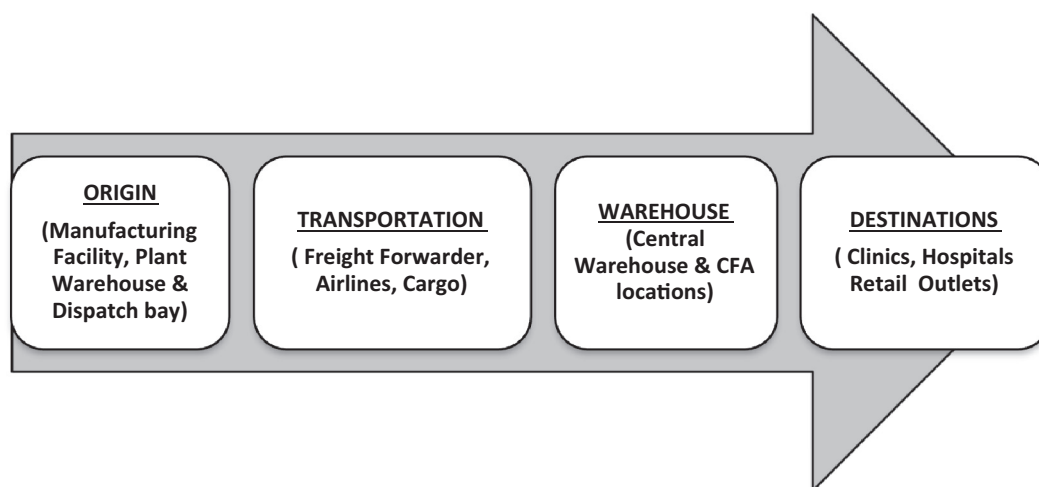 ORIGIN
(Manufacturing
Facility, Plant
Warehouse &
Dispatch bay)
TRANSPORTATION
( Freight Forwarder,
Airlines, Cargo)
WAREHOUSE
(Central
Warehouse & CFA
locations)
DESTINATIONS
( Clinics, Hospitals
Retail Outlets)